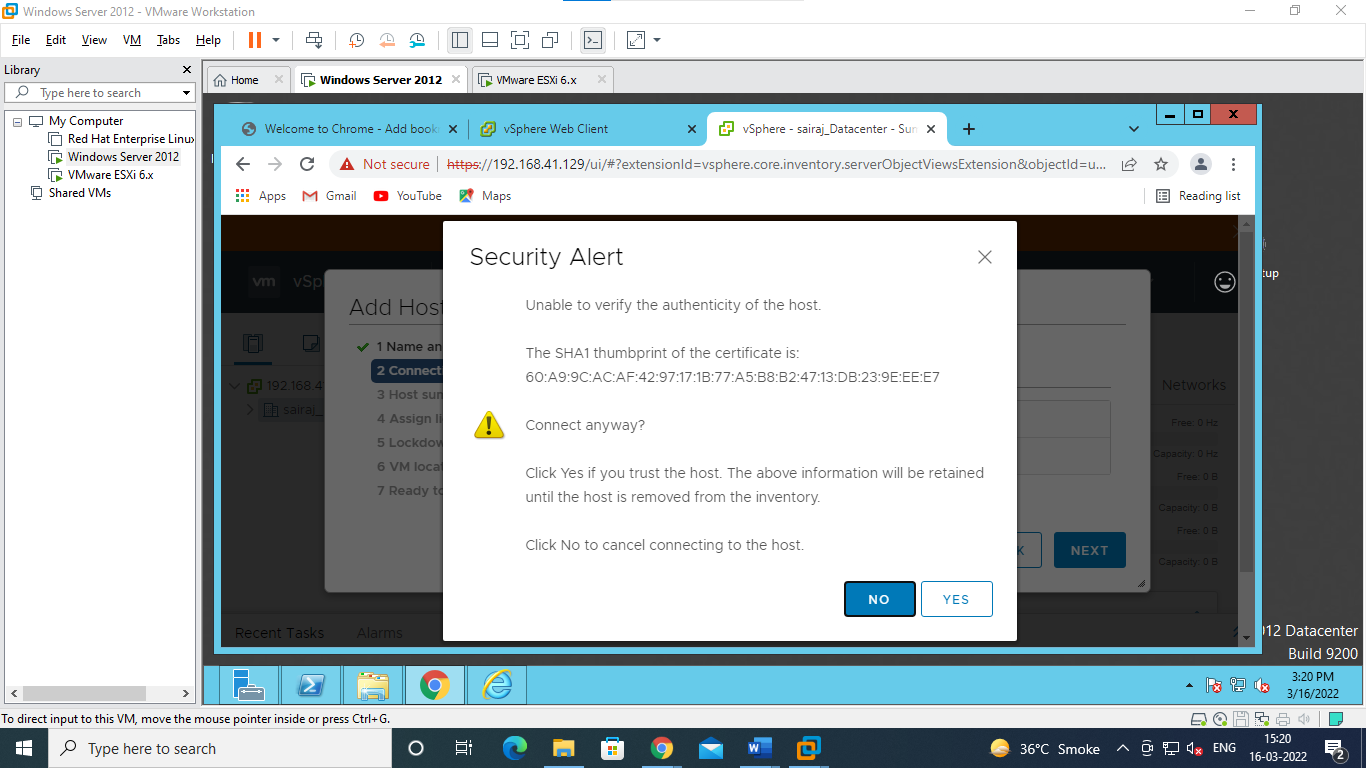 Windows Server 2012 - VMware Workstation
File Edit View VM Tabs Help
Library
Type here to search
My Computer
Red Hat Enterprise Linux
Windows Server 2012
VMware ESXi 6.x
Shared VMs
Home
Windows Server 2012
VMware ESXi 6.x
Welcome to Chrome - Add book
vSphere Web Client
vSphere - sairaj_Datacenter - Sum
Not secure
https://192.168.41.129/ui/#?extensionId=vsphere.core.inventory.serverObjectViewsExtension&objectId=u...
Apps
Gmail
YouTube
Maps
Reading list
vm vSp
Add Host
1 Name an
2 Connect
3 Host sum
4 Assign li
5 Lockdow
6 VM locat
7 Ready to
192.168.4
sairaj_
Security Alert
Unable to verify the authenticity of the host.
The SHA1 thumbprint of the certificate is:
60:A9:9C:AC:AF:42:97:17:1B:77:A5:B8:B2:47:13:DB:23:9E:EE:E7
Connect anyway?
Click Yes if you trust the host. The above information will be retained
until the host is removed from the inventory.
Click No to cancel connecting to the host.
NO
YES
K
NEXT
Networks
Free: 0 Hz
Capacity: 0 Hz
Free: 0 B
Capacity: 0 B
Free: 0 B
Capacity: 0 B
Recent Tasks
Alarms
tup
012 Datacenter
Build 9200
3:20 PM
3/16/2022
To direct input to this VM, move the mouse pointer inside or press Ctrl+G.
Type here to search
36°C Smoke
ENG
15:20
16-03-2022
2